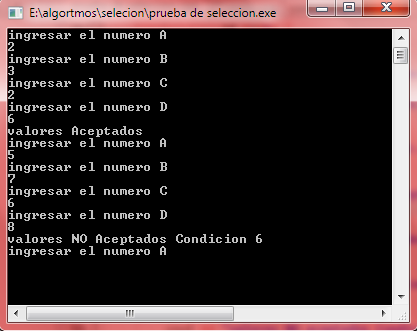 E:\algortmos\selecion\prueba de seleccion.exe
ingresar el numero A
2
ingresar el numero B
3
ingresar el numero C
2
ingresar el numero D
6
valores Aceptados
ingresar el numero A
5
ingresar el numero B
7
ingresar el numero C
6
ingresar el numero D
8
valores NO Aceptados Condicion 6
ingresar el numero A